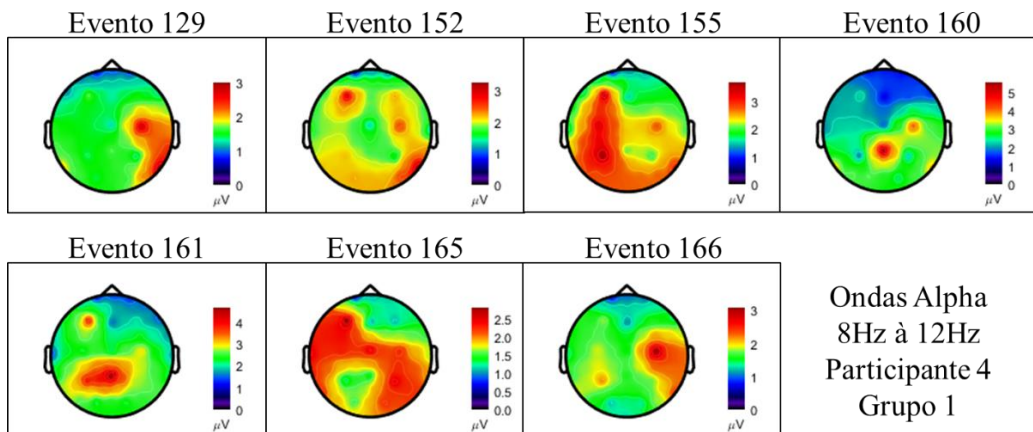 Evento 129
Evento 152
Evento 155
Evento 160
3
2
1
0
µV
3
2
1
0
µV
3
2
1
0
µV
5
4
3
2
1
0
µV
Evento 161
Evento 165
Evento 166
4
3
2
1
0
µV
2.5
2.0
1.5
1.0
0.5
0.0
µV
3
2
1
0
µV
Ondas Alpha
8Hz à 12Hz
Participante 4
Grupo 1